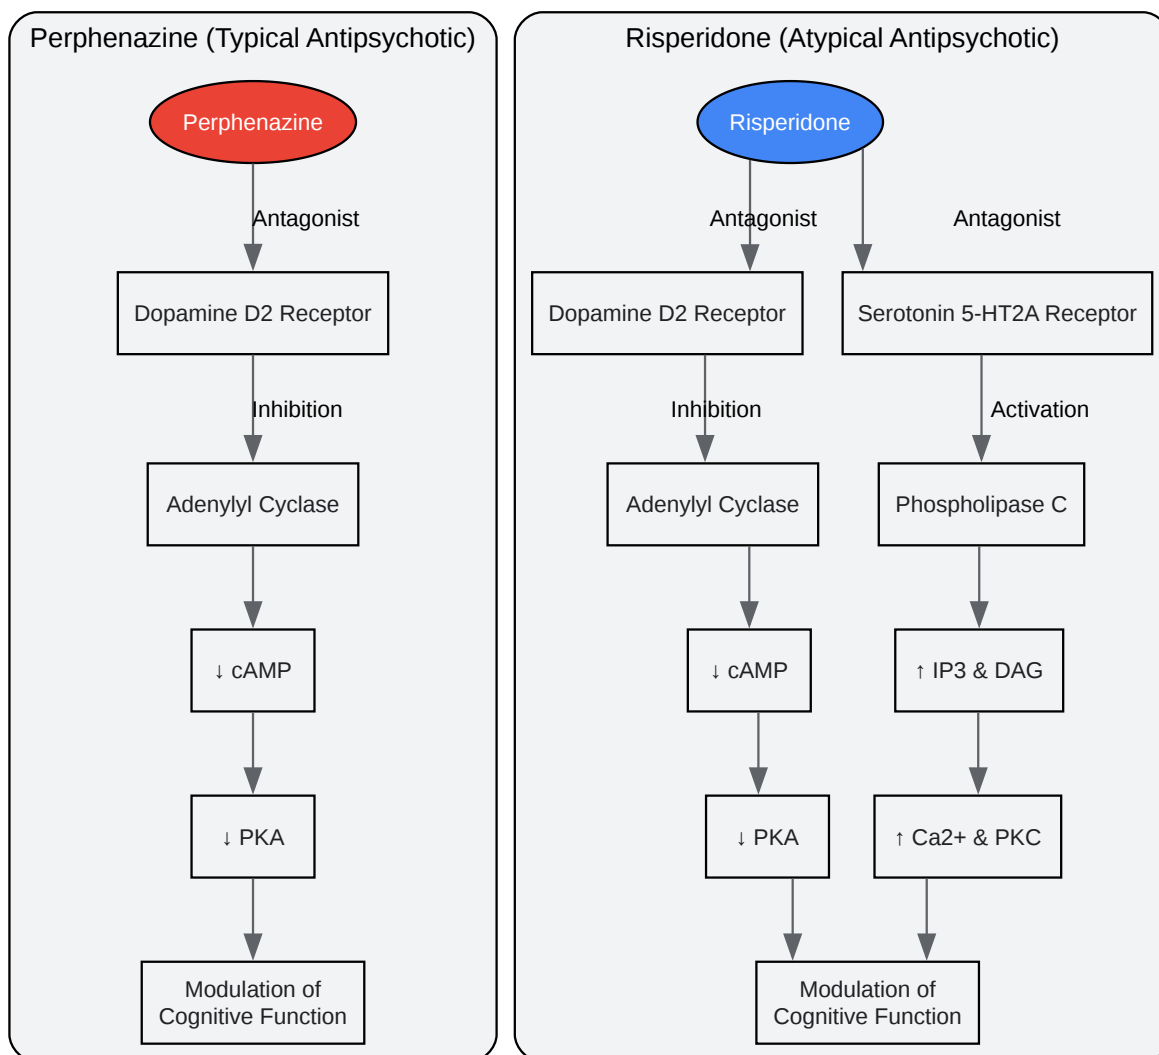 Perphenazine (Typical Antipsychotic)
Perphenazine
Antagonist
Dopamine D2 Receptor
Inhibition
Adenylyl Cyclase
↓ cAMP
↓ PKA
Modulation of
Cognitive Function
Risperidone (Atypical Antipsychotic)
Risperidone
Antagonist
Antagonist
Dopamine D2 Receptor
Serotonin 5-HT2A Receptor
Inhibition
Activation
Adenylyl Cyclase
Phospholipase C
↓ cAMP
↑ IP3 & DAG
↓ PKA
↑ Ca2+ & PKC
Modulation of
Cognitive Function